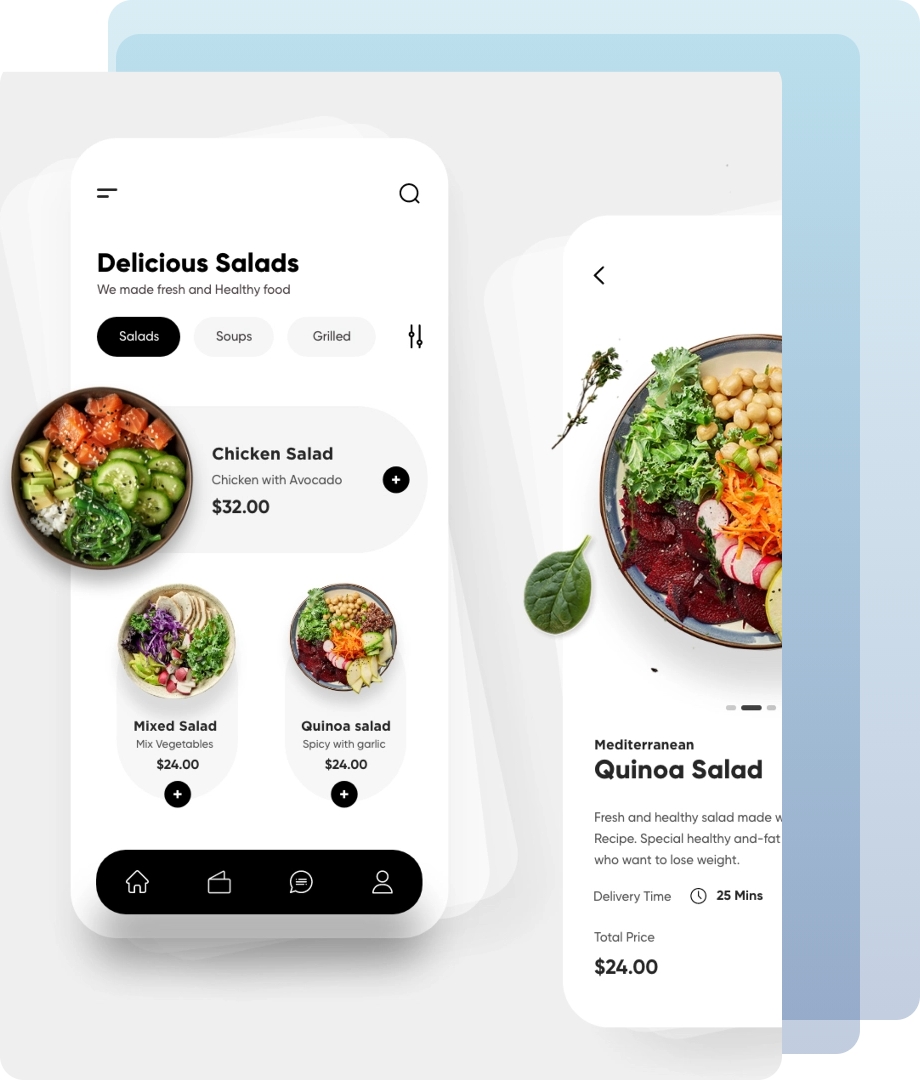 Delicious Salads
We made fresh and Healthy food
Salads
Soups
Grilled
Chicken Salad
Chicken with Avocado
$32.00
Mixed Salad
Mix Vegetables
$24.00
Quinoa salad
Spicy with garlic
$24.00
Mediterranean
Quinoa Salad
Fresh and healthy salad made
Recipe. Special healthy and-fat
who want to lose weight.
Delivery Time
25 Mins
Total Price
$24.00